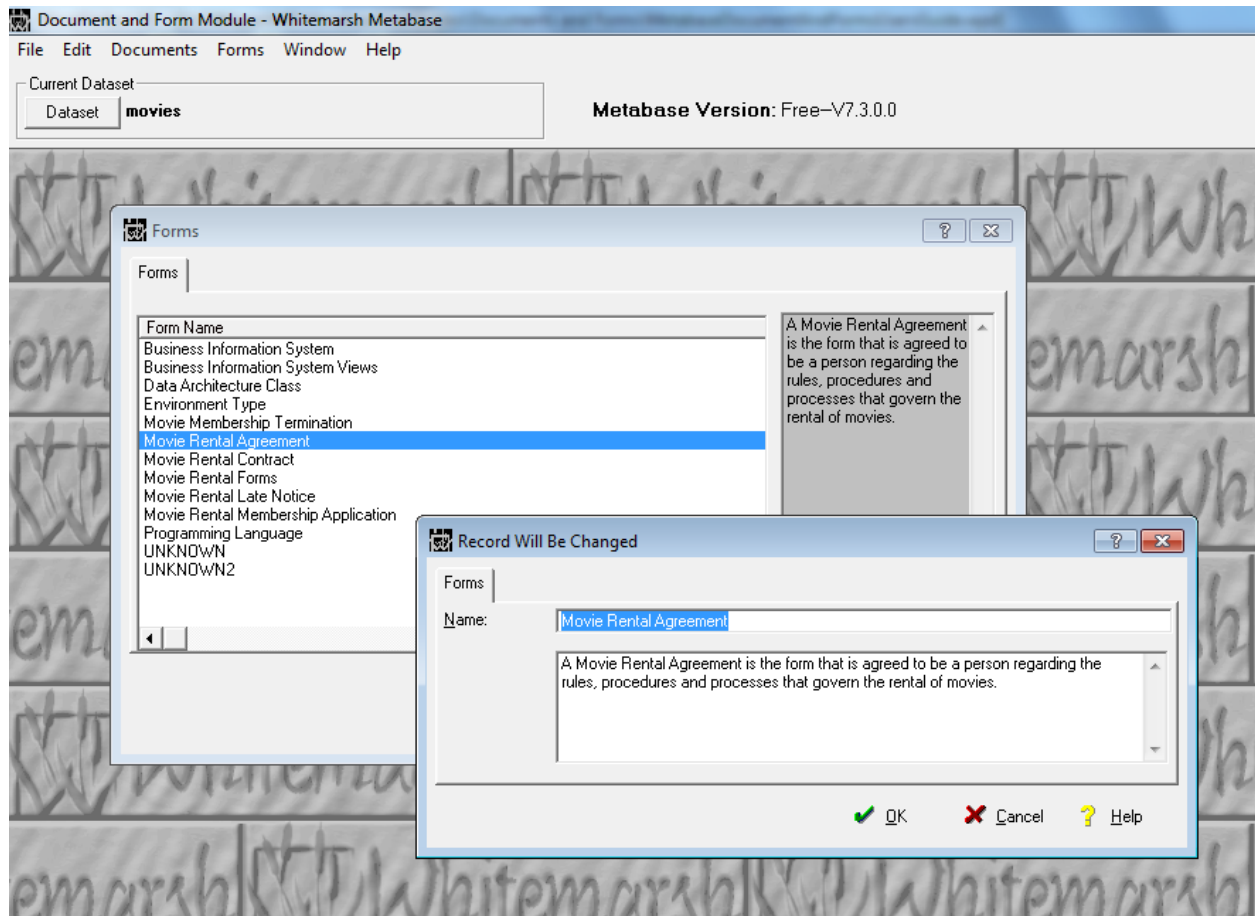 Document and Form Module - Whitemarsh Metabase
File Edit Documents Forms Window Help
Current Dataset
Dataset movies
Metabase Version: Free–V7.3.0.0
Forms
Forms
Form Name
Business Information System
Business Information System Views
Data Architecture Class
Environment Type
Movie Membership Termination
Movie Rental Agreement
Movie Rental Contract
Movie Rental Forms
Movie Rental Late Notice
Movie Rental Membership Application
Programming Language
UNKNOWN
UNKNOWN2
A Movie Rental Agreement
is the form that is agreed to
be a person regarding the
rules, procedures and
processes that govern the
rental of movies.
Record Will Be Changed
Forms
Name: Movie Rental Agreement
A Movie Rental Agreement is the form that is agreed to be a person regarding the
rules, procedures and processes that govern the rental of movies.
OK Cancel Help